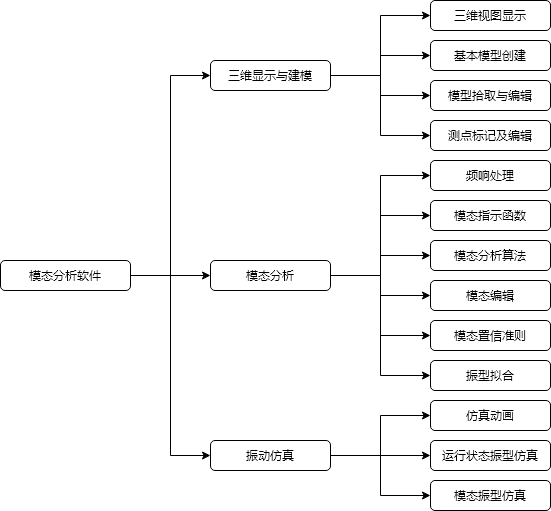 模态分析软件
三维显示与建模
三维视图显示
基本模型创建
模型拾取与编辑
测点标记及编辑
模态分析
频响处理
模态指示函数
模态分析算法
模态编辑
模态置信准则
振型拟合
振动仿真
仿真动画
运行状态振型仿真
模态振型仿真